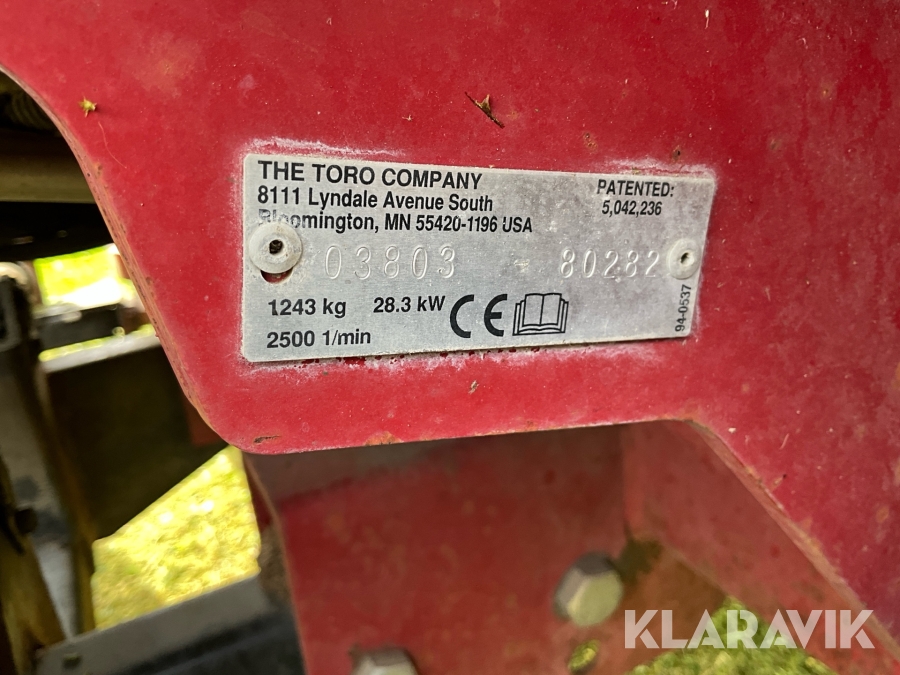 THE TORO COMPANY
8111 Lyndale Avenue South
Bloomington, MN 55420-1196 USA
PATENTED:
5,042,236
03803 - 80282
1243 kg 28.3 kW CE
2500 1/min
94-0537
KLARAVIK